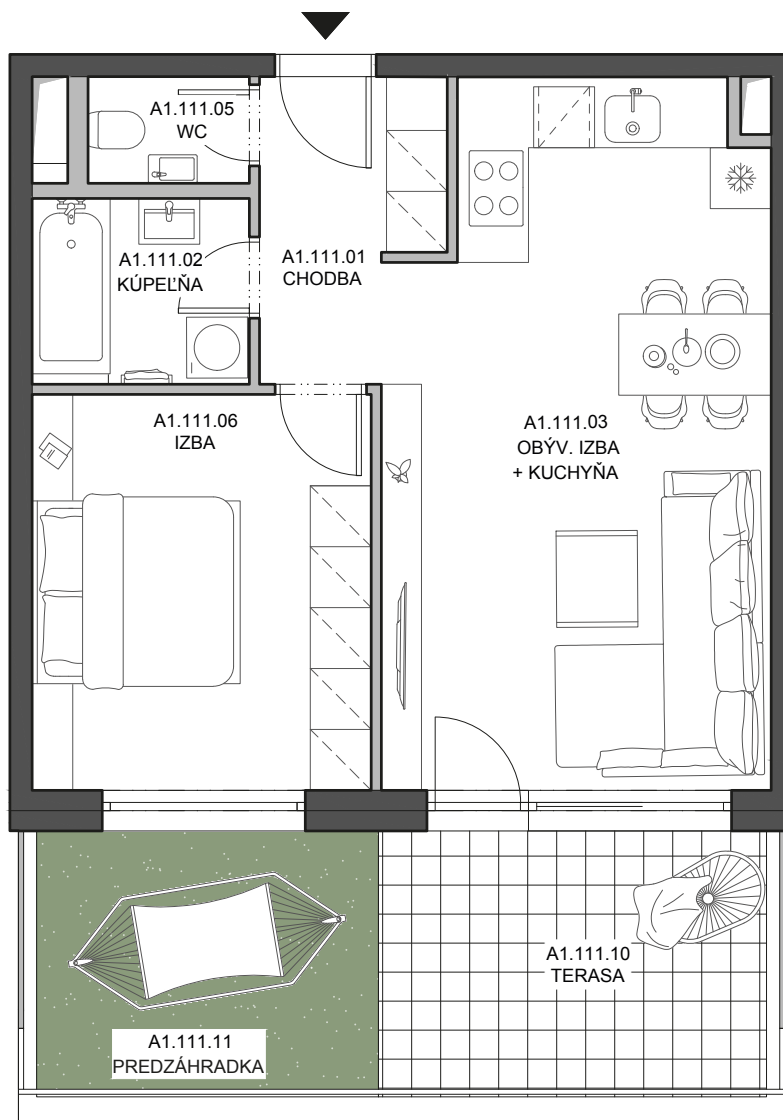 A1.111.05
WC
A1.111.02
KÚPEĽŇA
A1.111.01
CHODBA
A1.111.06
IZBA
A1.111.03
OBÝV. IZBA
+ KUCHYŇA
A1.111.10
TERASA
A1.111.11
PREDZÁHRADKA